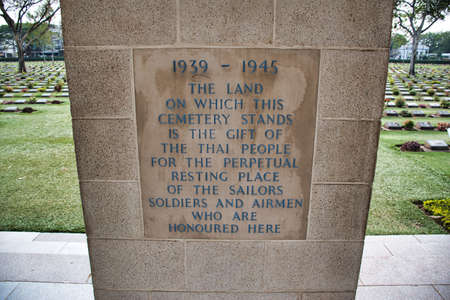 1939 - 1945
THE LAND
ON WHICH THIS
CEMETERY STANDS
IS THE GIFT OF
THE THAI PEOPLE
FOR THE PERPETUAL
RESTING PLACE
OF THE SAILORS
SOLDIERS AND AIRMEN
WHO ARE
HONOURED HERE